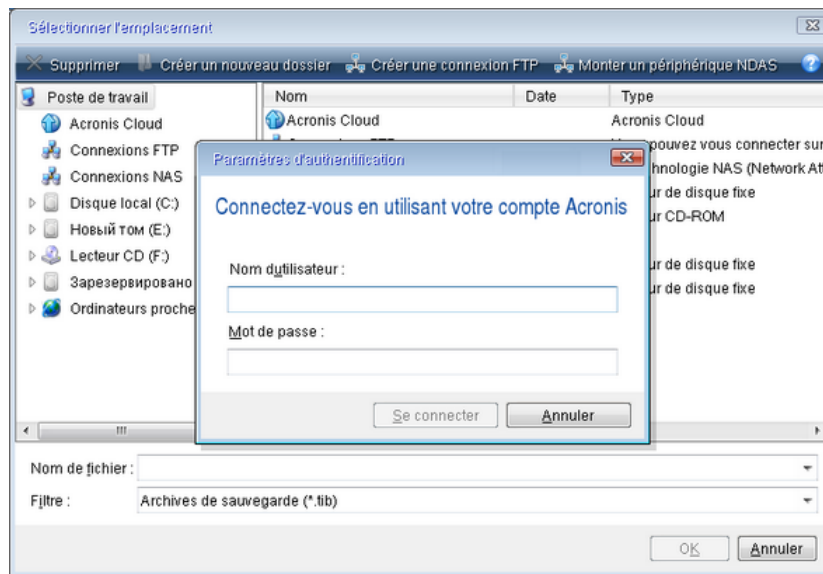 Sélectionner l'emplacement
Supprimer Créer un nouveau dossier Créer une connexion FTP Monter un périphérique NDAS
Poste de travail
Acronis Cloud
Connexions FTP
Connexions NAS
Disque local (C:)
Новый том (E:)
Lecteur CD (F:)
Зарезервировано
Ordinateurs proche
Nom Date Type
Acronis Cloud Acronis Cloud
pouvez vous connecter sur
hnologie NAS (Network Att
ur de disque fixe
ur CD-ROM
ur de disque fixe
ur de disque fixe
Paramètres d'authentification
Connectez-vous en utilisant votre compte Acronis
Nom dutilisateur :
Mot de passe :
Se connecter Annuler
Nom de fichier :
Filtre : Archives de sauvegarde (*.tib)
OK Annuler